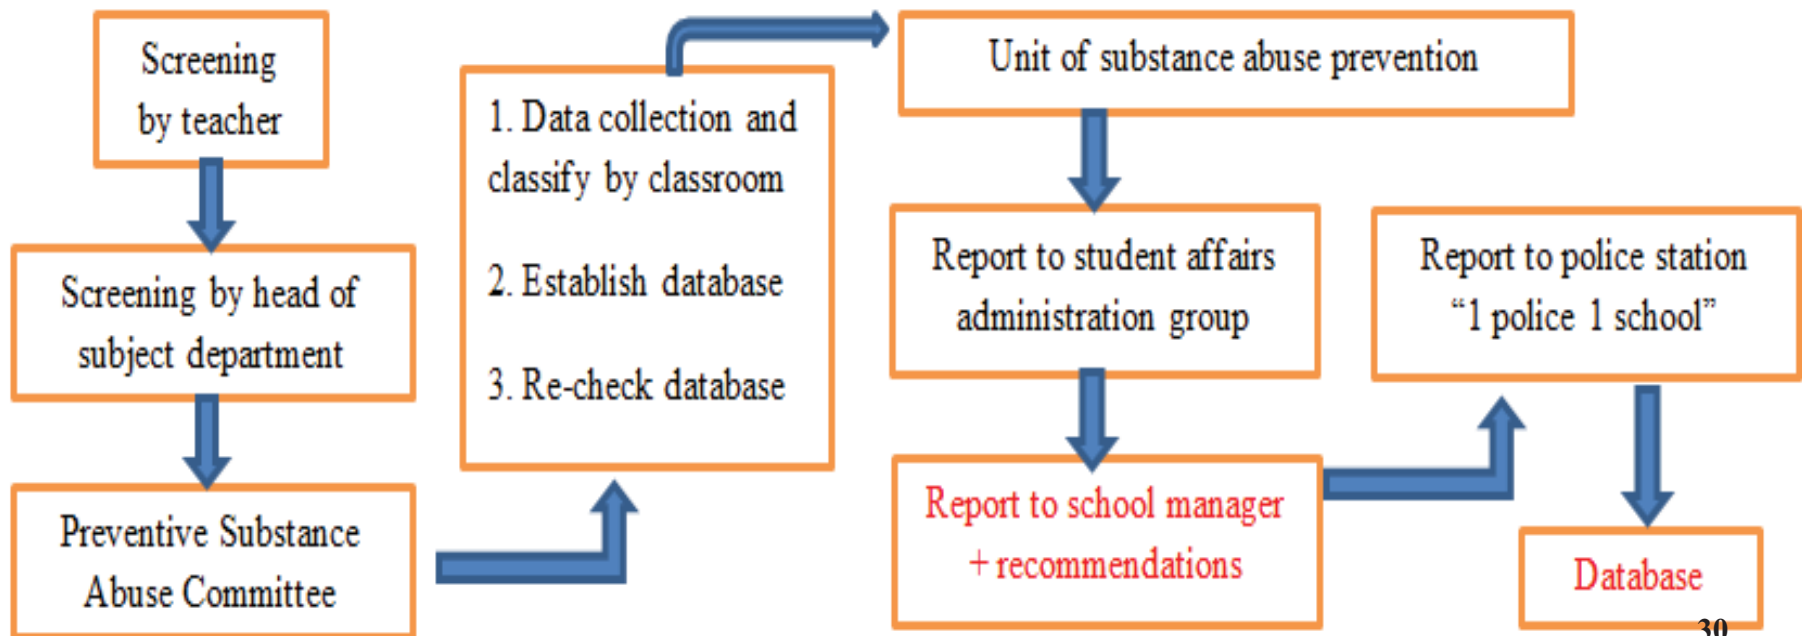 Screening
by teacher
Screening by head of
subject department
Preventive Substance
Abuse Committee
1. Data collection and
classify by classroom
2. Establish database
3. Re-check database
Unit of substance abuse prevention
Report to student affairs
administration group
Report to school manager
+ recommendations
Report to police station
“1 police 1 school”
Database
30